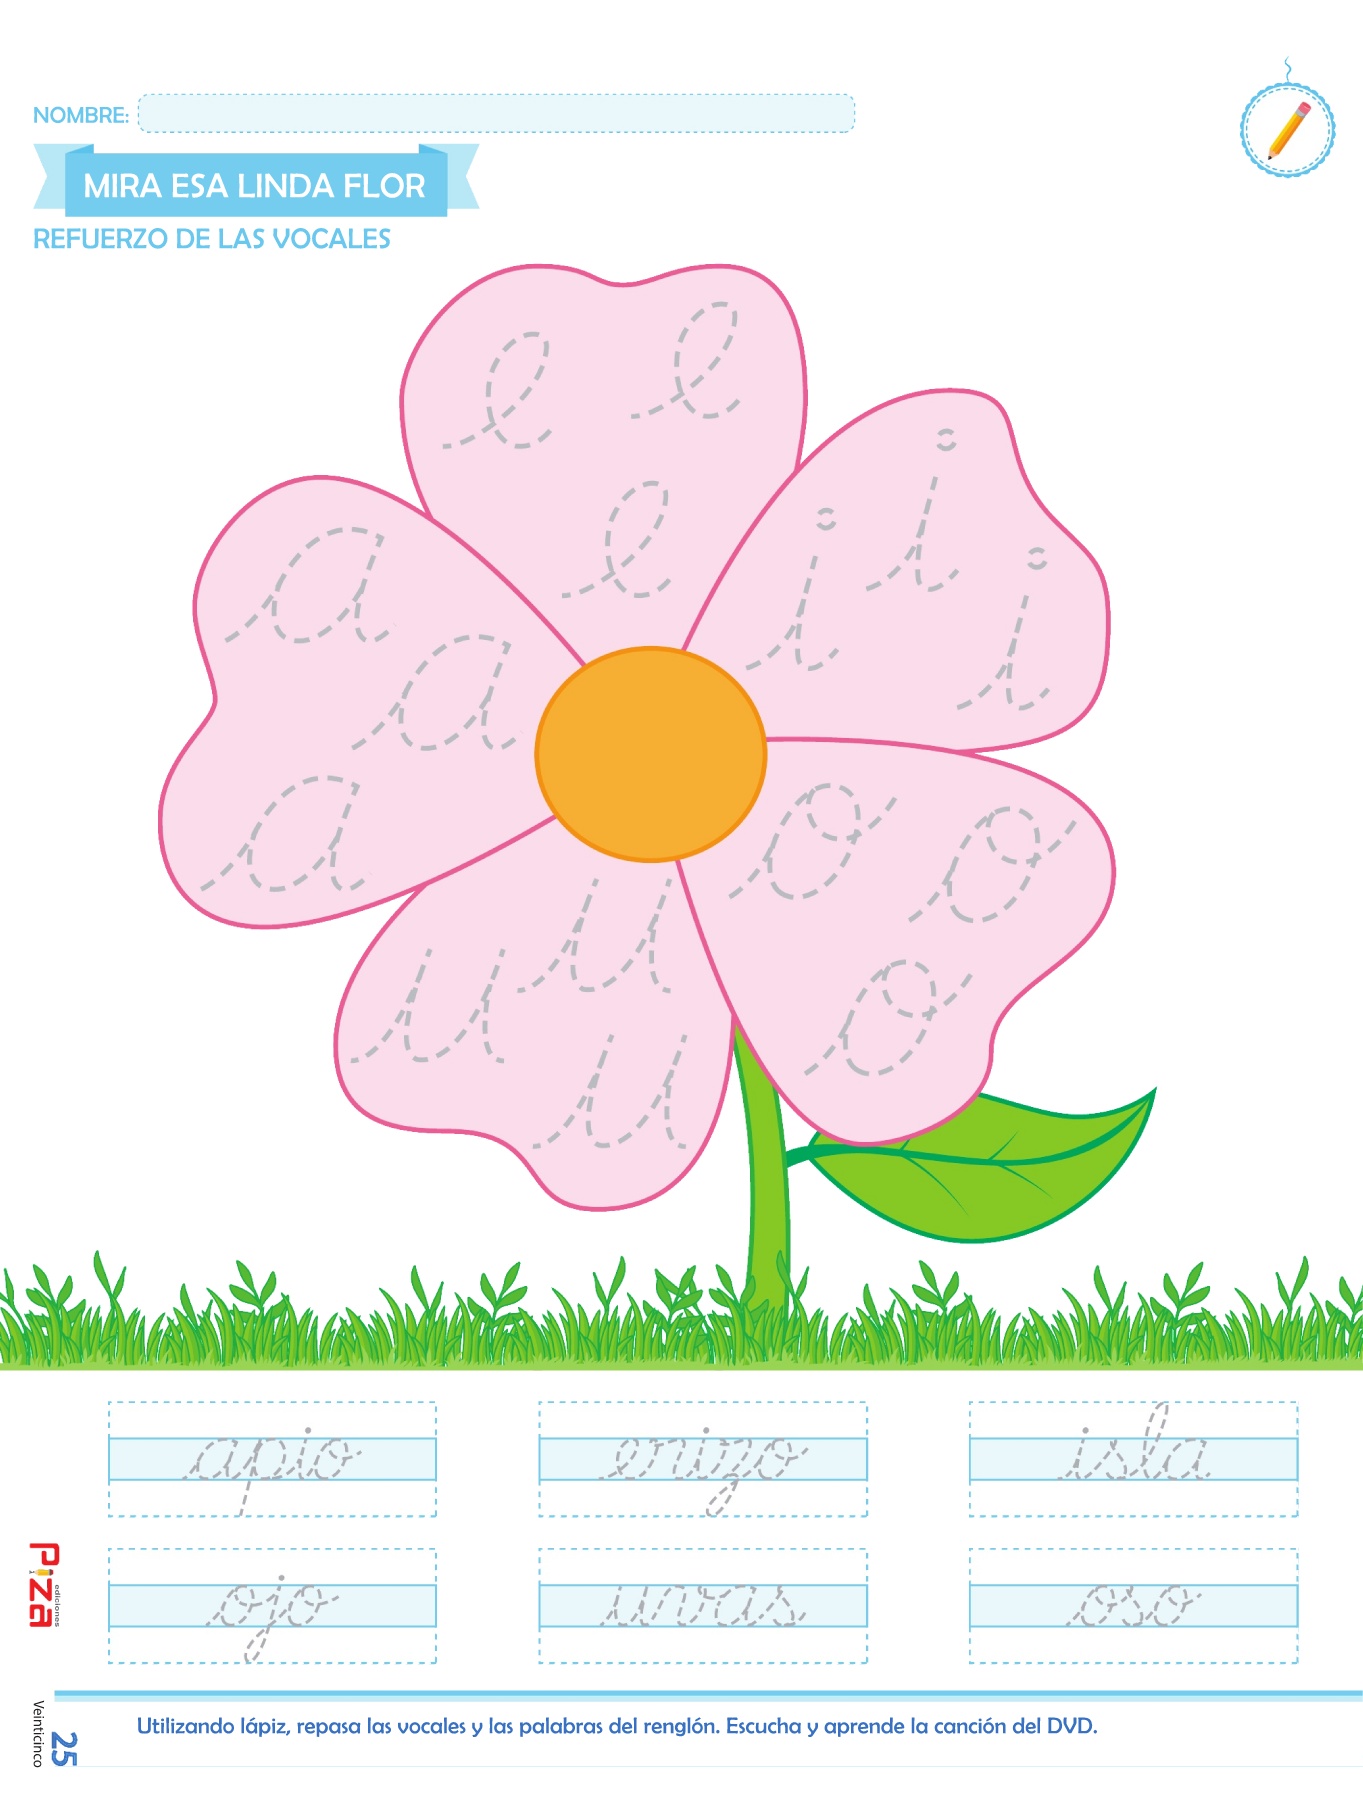 NOMBRE:
MIRA ESA LINDA FLOR
REFUERZO DE LAS VOCALES
e e
e
i i
i
a
a
a
o o
o
u u
u
apio erizo isla
ojo uvas oso
Piza
ediciones
Utilizando lápiz, repasa las vocales y las palabras del renglón. Escucha y aprende la canción del DVD.
Veinticinco
25